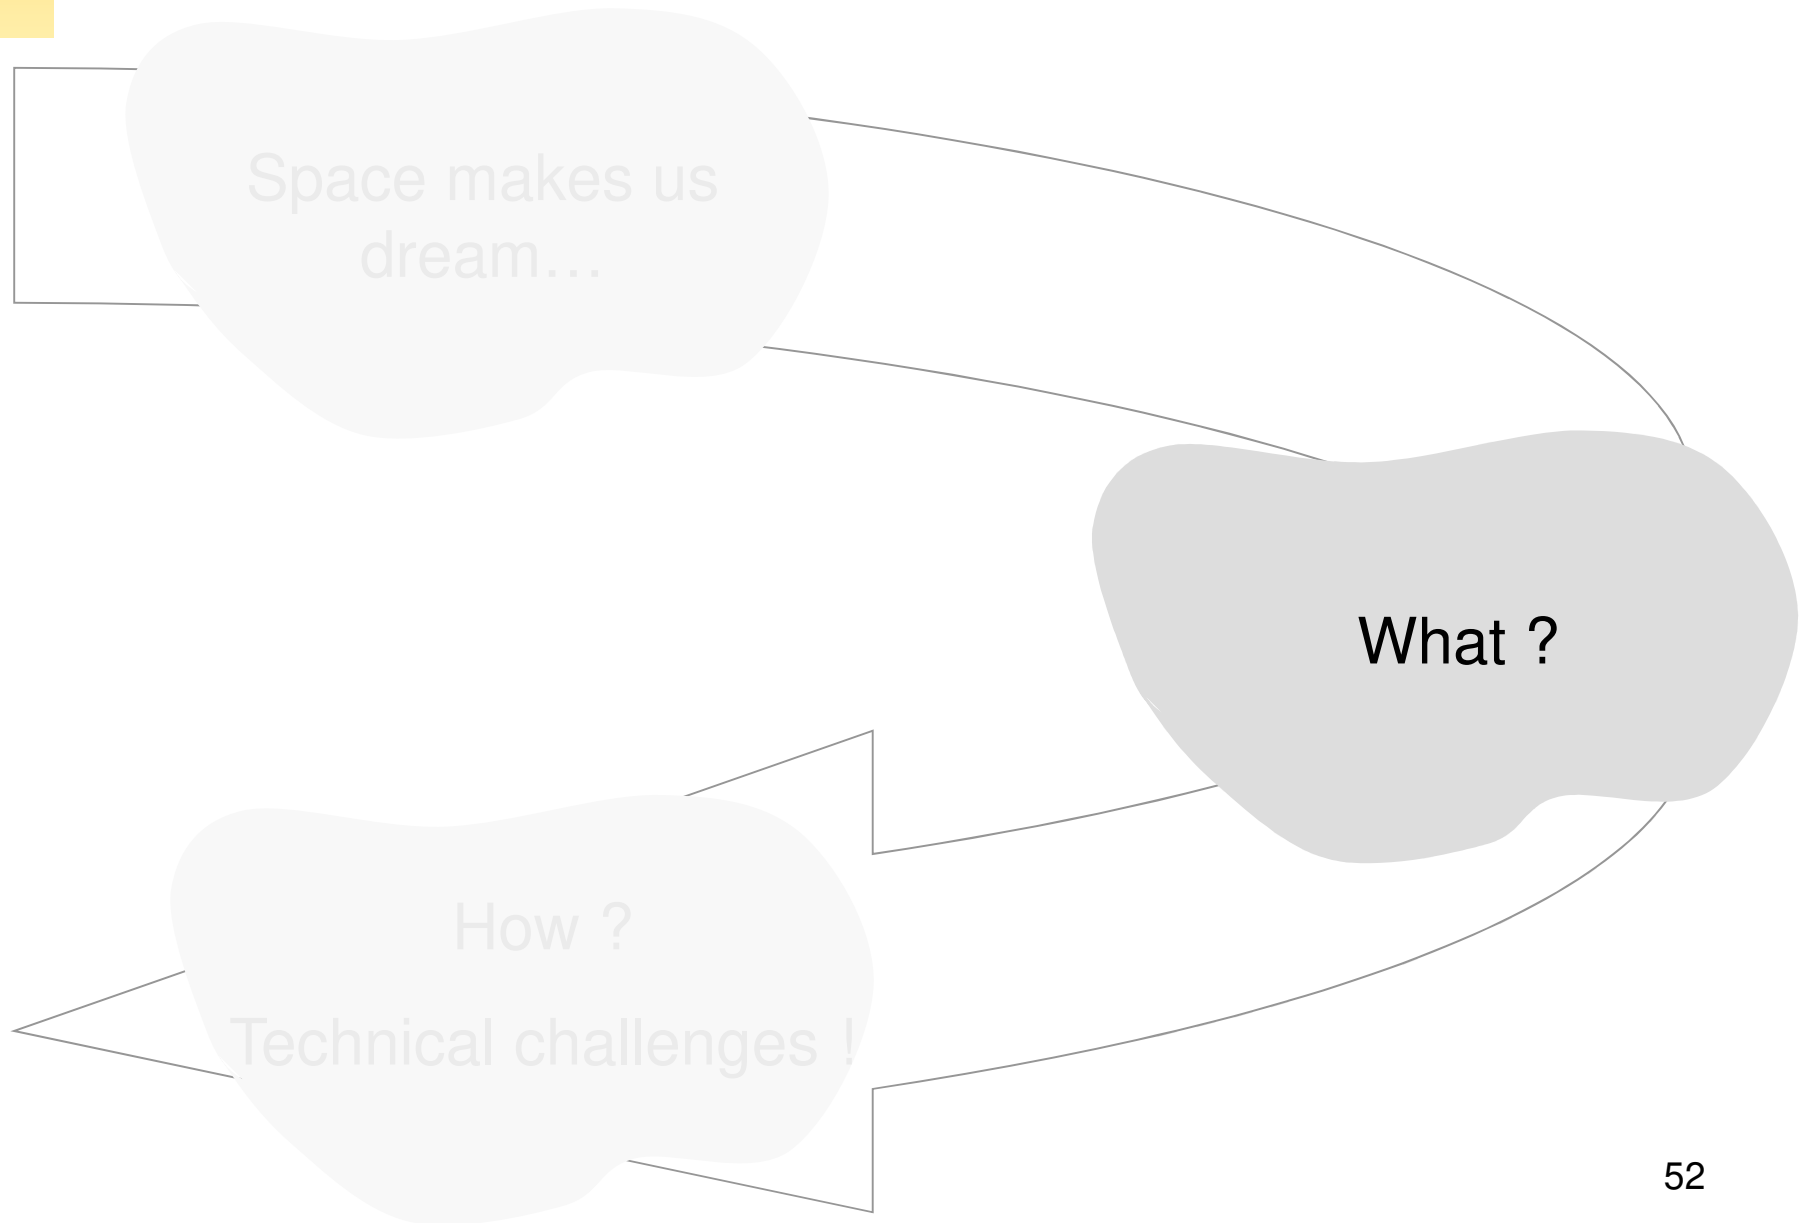 Space makes us
dream…
What ?
How ?
Technical challenges !
52